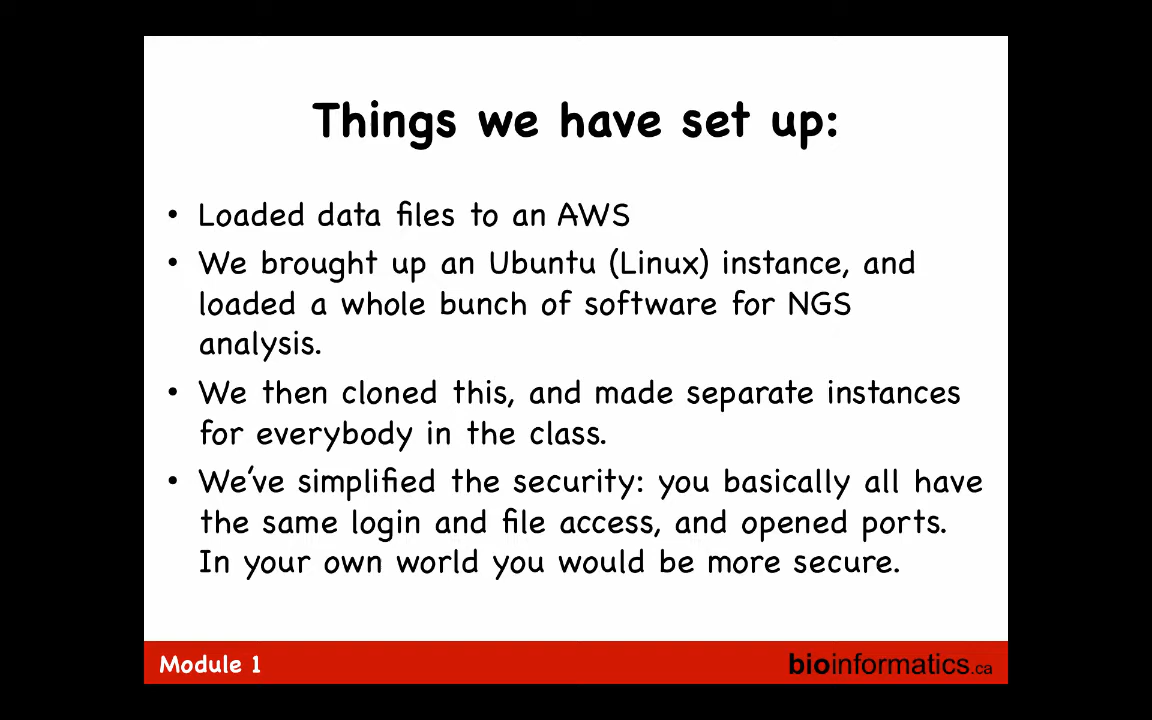 Things we have set up:
• Loaded data files to an AWS
• We brought up an Ubuntu (Linux) instance, and
loaded a whole bunch of software for NGS
analysis.
• We then cloned this, and made separate instances
for everybody in the class.
• We've simplified the security: you basically all have
the same login and file access, and opened ports.
In your own world you would be more secure.
Module 1
bioinformatics.ca